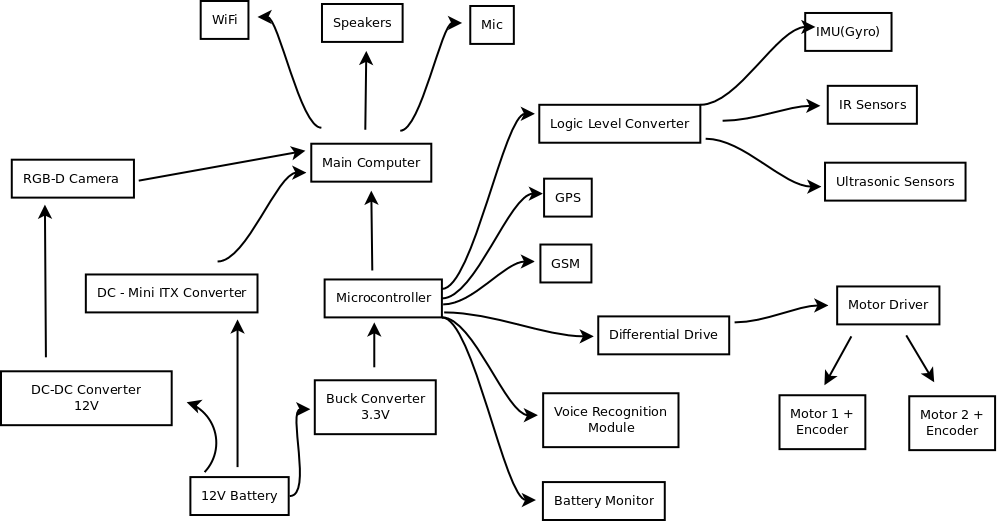 WiFi
Speakers
Mic
IMU(Gyro)
IR Sensors
Logic Level Converter
Main Computer
RGB-D Camera
Ultrasonic Sensors
GPS
GSM
DC - Mini ITX Converter
Microcontroller
Motor Driver
Differential Drive
DC-DC Converter
12V
Buck Converter
3.3V
Voice Recognition
Module
Motor 1 +
Encoder
Motor 2 +
Encoder
12V Battery
Battery Monitor